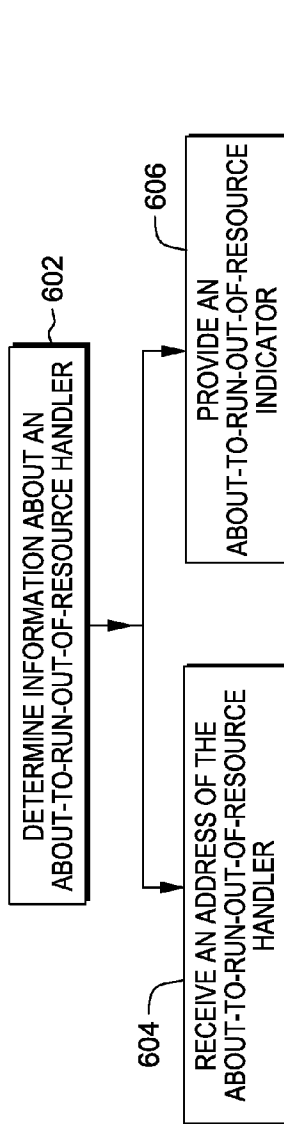 DETERMINE INFORMATION ABOUT AN
ABOUT-TO-RUN-OUT-OF-RESOURCE HANDLER
602
604
RECEIVE AN ADDRESS OF THE
ABOUT-TO-RUN-OUT-OF-RESOURCE
HANDLER
606
PROVIDE AN
ABOUT-TO-RUN-OUT-OF-RESOURCE
INDICATOR